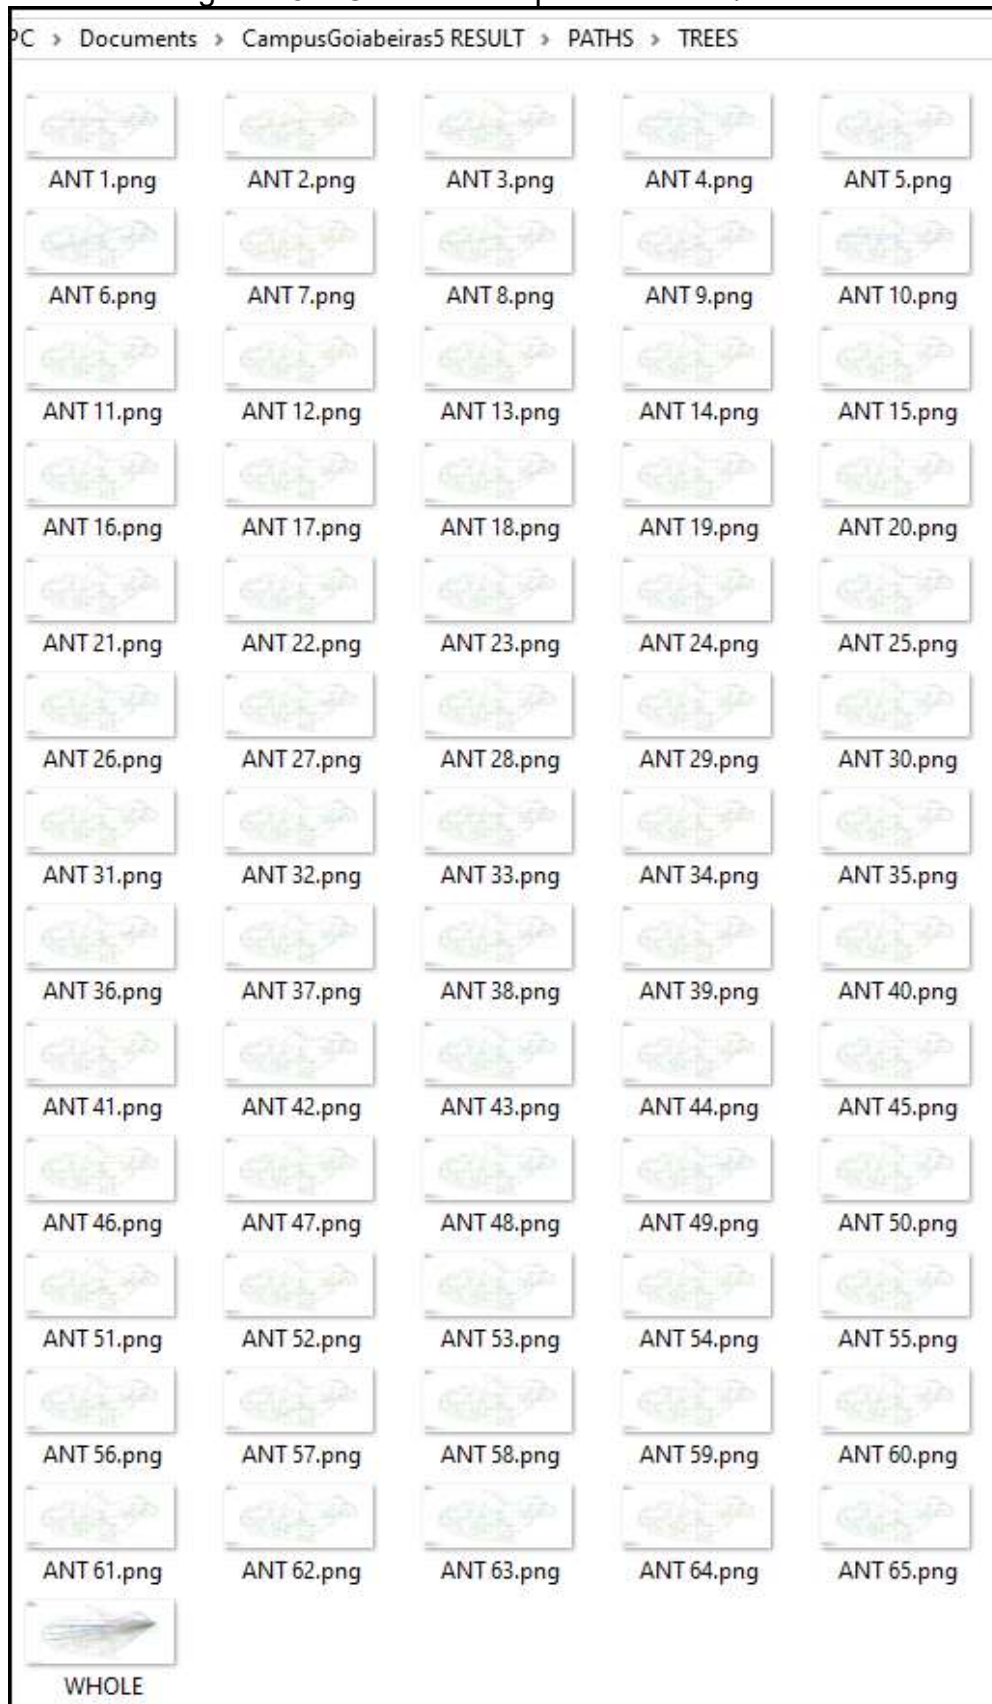 PC > Documents > CampusGoiabeiras5 RESULT > PATHS > TREES
ANT 1.png ANT 2.png ANT 3.png ANT 4.png ANT 5.png
ANT 6.png ANT 7.png ANT 8.png ANT 9.png ANT 10.png
ANT 11.png ANT 12.png ANT 13.png ANT 14.png ANT 15.png
ANT 16.png ANT 17.png ANT 18.png ANT 19.png ANT 20.png
ANT 21.png ANT 22.png ANT 23.png ANT 24.png ANT 25.png
ANT 26.png ANT 27.png ANT 28.png ANT 29.png ANT 30.png
ANT 31.png ANT 32.png ANT 33.png ANT 34.png ANT 35.png
ANT 36.png ANT 37.png ANT 38.png ANT 39.png ANT 40.png
ANT 41.png ANT 42.png ANT 43.png ANT 44.png ANT 45.png
ANT 46.png ANT 47.png ANT 48.png ANT 49.png ANT 50.png
ANT 51.png ANT 52.png ANT 53.png ANT 54.png ANT 55.png
ANT 56.png ANT 57.png ANT 58.png ANT 59.png ANT 60.png
ANT 61.png ANT 62.png ANT 63.png ANT 64.png ANT 65.png
WHOLE